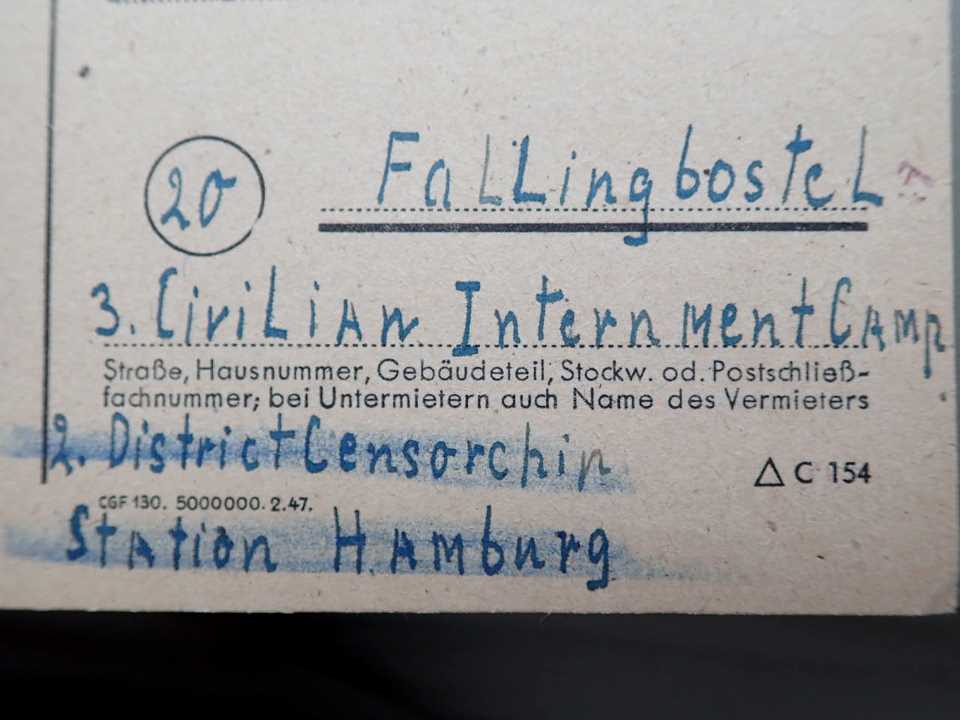 20 FalLingbosteL
3. CiviLiAn InternMentCAMp
Straße, Hausnummer, Gebäudeteil, Stockw. od. Postschließ-
fachnummer; bei Untermietern auch Name des Vermieters
2. DistrictCensorchip
△ C 154
CGF 130. 5000000. 2.47.
StAtion HAmburg